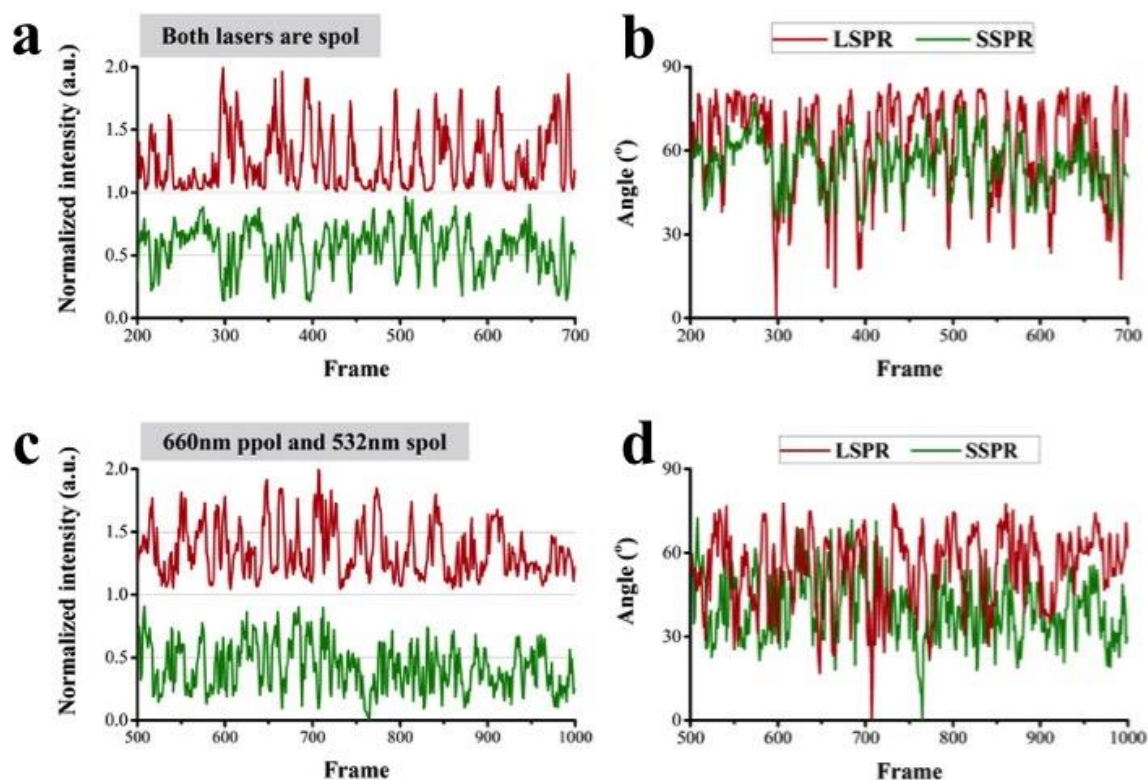 a
Both lasers are spol
Normalized intensity (a.u.)
2.0
1.5
1.0
0.5
0.0
200 300 400 500 600 700
Frame
b
LSPR SSPR
Angle (°)
90
60
30
0
200 300 400 500 600 700
Frame
c
660nm ppol and 532nm spol
Normalized intensity (a.u.)
2.0
1.5
1.0
0.5
0.0
500 600 700 800 900 1000
Frame
d
LSPR SSPR
Angle (°)
90
60
30
0
500 600 700 800 900 1000
Frame